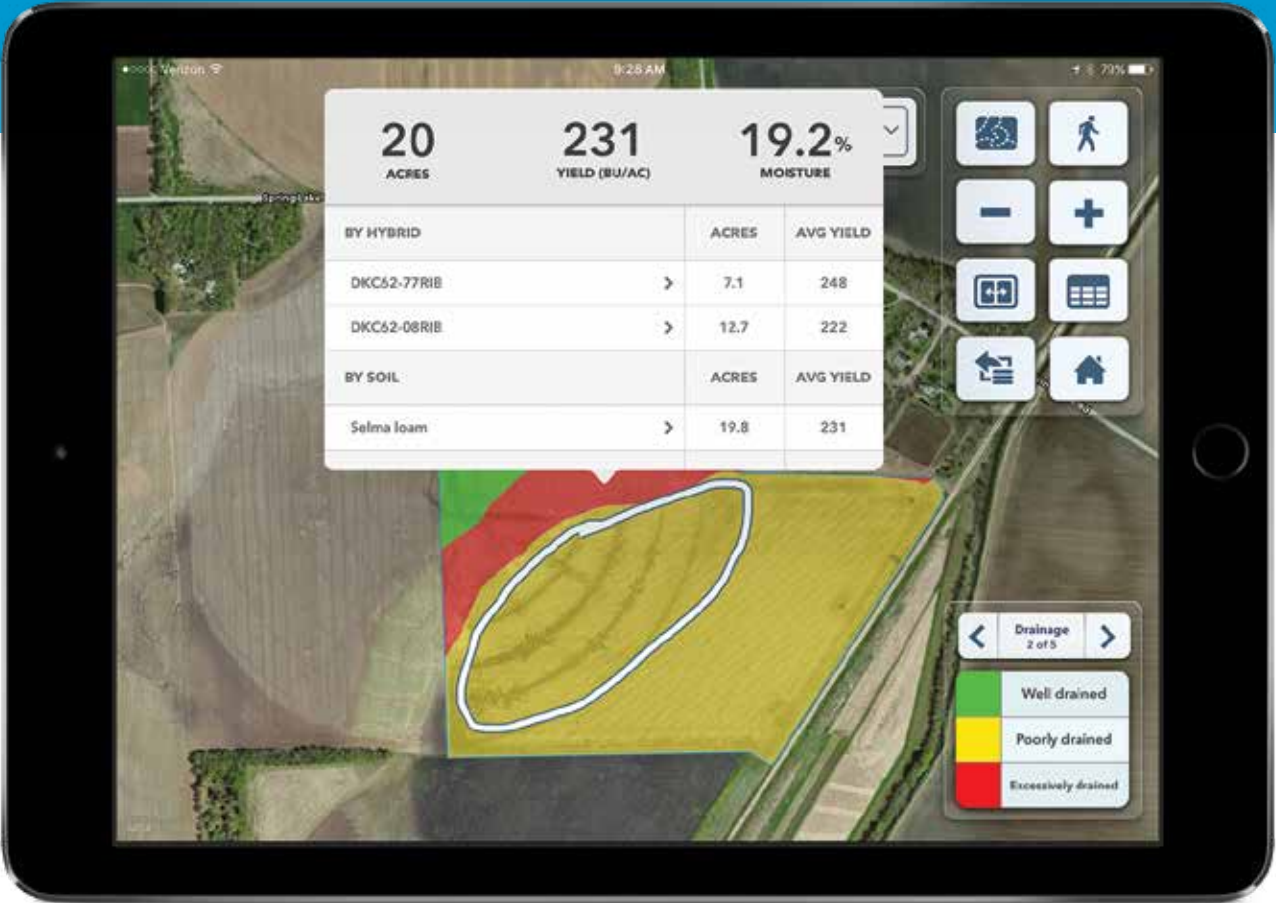 Verizon
9:28 AM
79%
SpringLake
20
ACRES
231
YIELD (BU/AC)
19.2%
MOISTURE
BY HYBRID ACRES AVG YIELD
DKC62-77RIB 7.1 248
DKC62-08RIB 12.7 222
BY SOIL ACRES AVG YIELD
Selma loam 19.8 231
Drainage
2 of 5
Well drained
Poorly drained
Excessively drained